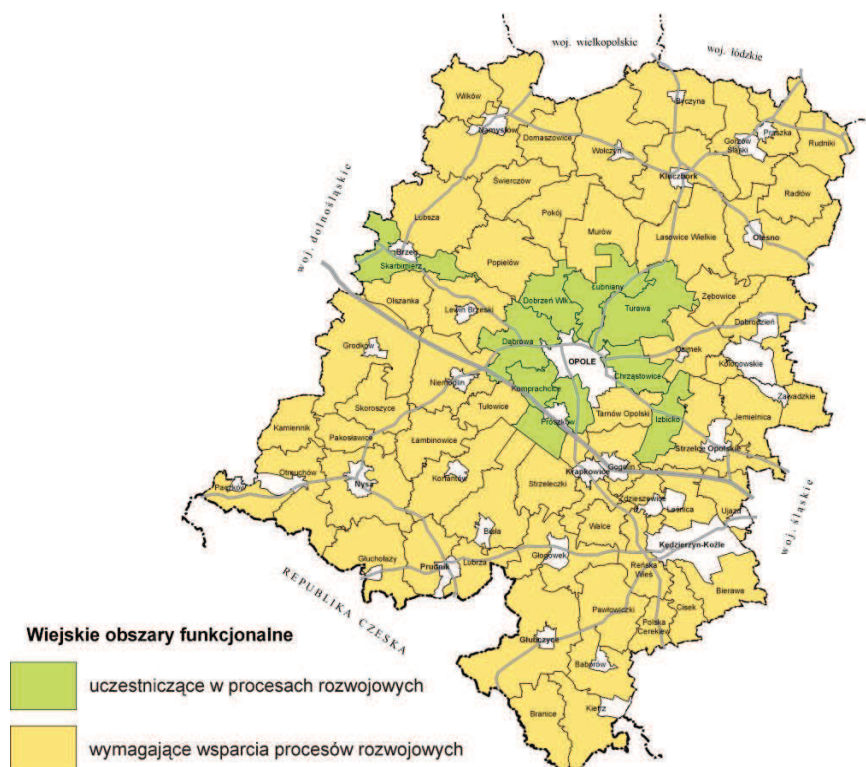 woj. wielkopolskie
woj. łódzkie
Wilków
Byczyna
Namysłów
Domaszowice
Wołczyn
Gorzów
Śląski
Praszka
Rudniki
Kluczbork
Radłów
Świerczów
woj. dolnośląskie
Lubsza
Pokój
Murów
Lasowice Wielkie
Olesno
Brzeg
Skarbimierz
Popielów
Łubniany
Zębowice
Olszanka
Dobrzeń Wlk.
Turawa
Lewin Brzeski
Dobrodzień
Dąbrowa
Grodków
OPOLE
Ozimek
Kolonowskie
Niemodlin
Komprachcice
Chrząstowice
Zawadzkie
Skoroszyce
Tułowice
Prószków
Tarnów Opolski
Izbicko
Jemielnica
Kamiennik
Pakosławice
Łambinowice
Strzelce Opolskie
Otmuchów
Paczków
Nysa
Korfantów
Strzeleczki
Krapkowice
Gogolin
Zdzieszowice
Leśnica
Ujazd
woj. śląskie
Biała
Walce
Głogówek
Kędzierzyn-Koźle
Głuchołazy
Prudnik
Lubrza
Reńska
Wieś
Bierawa
REPUBLIKA CZESKA
Pawłowiczki
Cisek
Polska
Cerekiew
Głubczyce
Baborów
Branice
Kietrz
Wiejskie obszary funkcjonalne
uczestniczące w procesach rozwojowych
wymagające wsparcia procesów rozwojowych